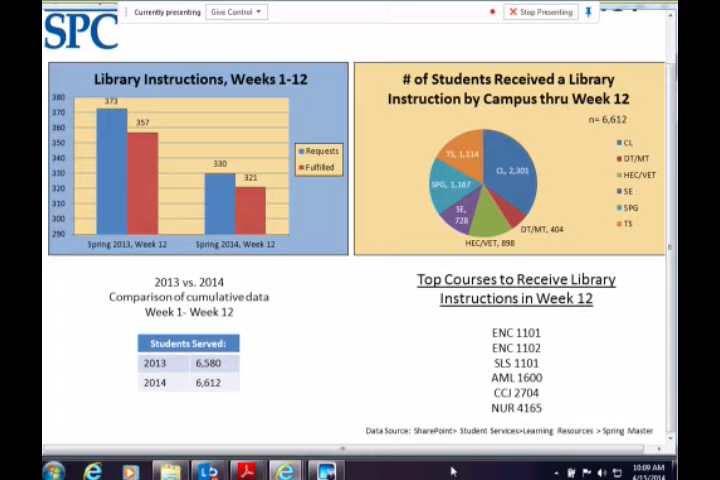 Currently presenting
Give Control
Stop Presenting
SPC
Library Instructions, Weeks 1-12
380
370
360
350
340
330
320
310
300
290
373
357
330
321
Spring 2013, Week 12
Spring 2014, Week 12
Requests
Fulfilled
# of Students Received a Library
Instruction by Campus thru Week 12
n= 6,612
TS, 1,114
CL, 2,301
SPG, 1,167
SE,
728
HEC/VET, 898
DT/MT, 404
CL
DT/MT
HEC/VET
SE
SPG
TS
2013 vs. 2014
Comparison of cumulative data
Week 1- Week 12
Students Served:
2013 6,580
2014 6,612
Top Courses to Receive Library
Instructions in Week 12
ENC 1101
ENC 1102
SLS 1101
AML 1600
CCJ 2704
NUR 4165
Data Source: SharePoint> Student Services>Learning Resources > Spring Master
10:09 AM
4/15/2014